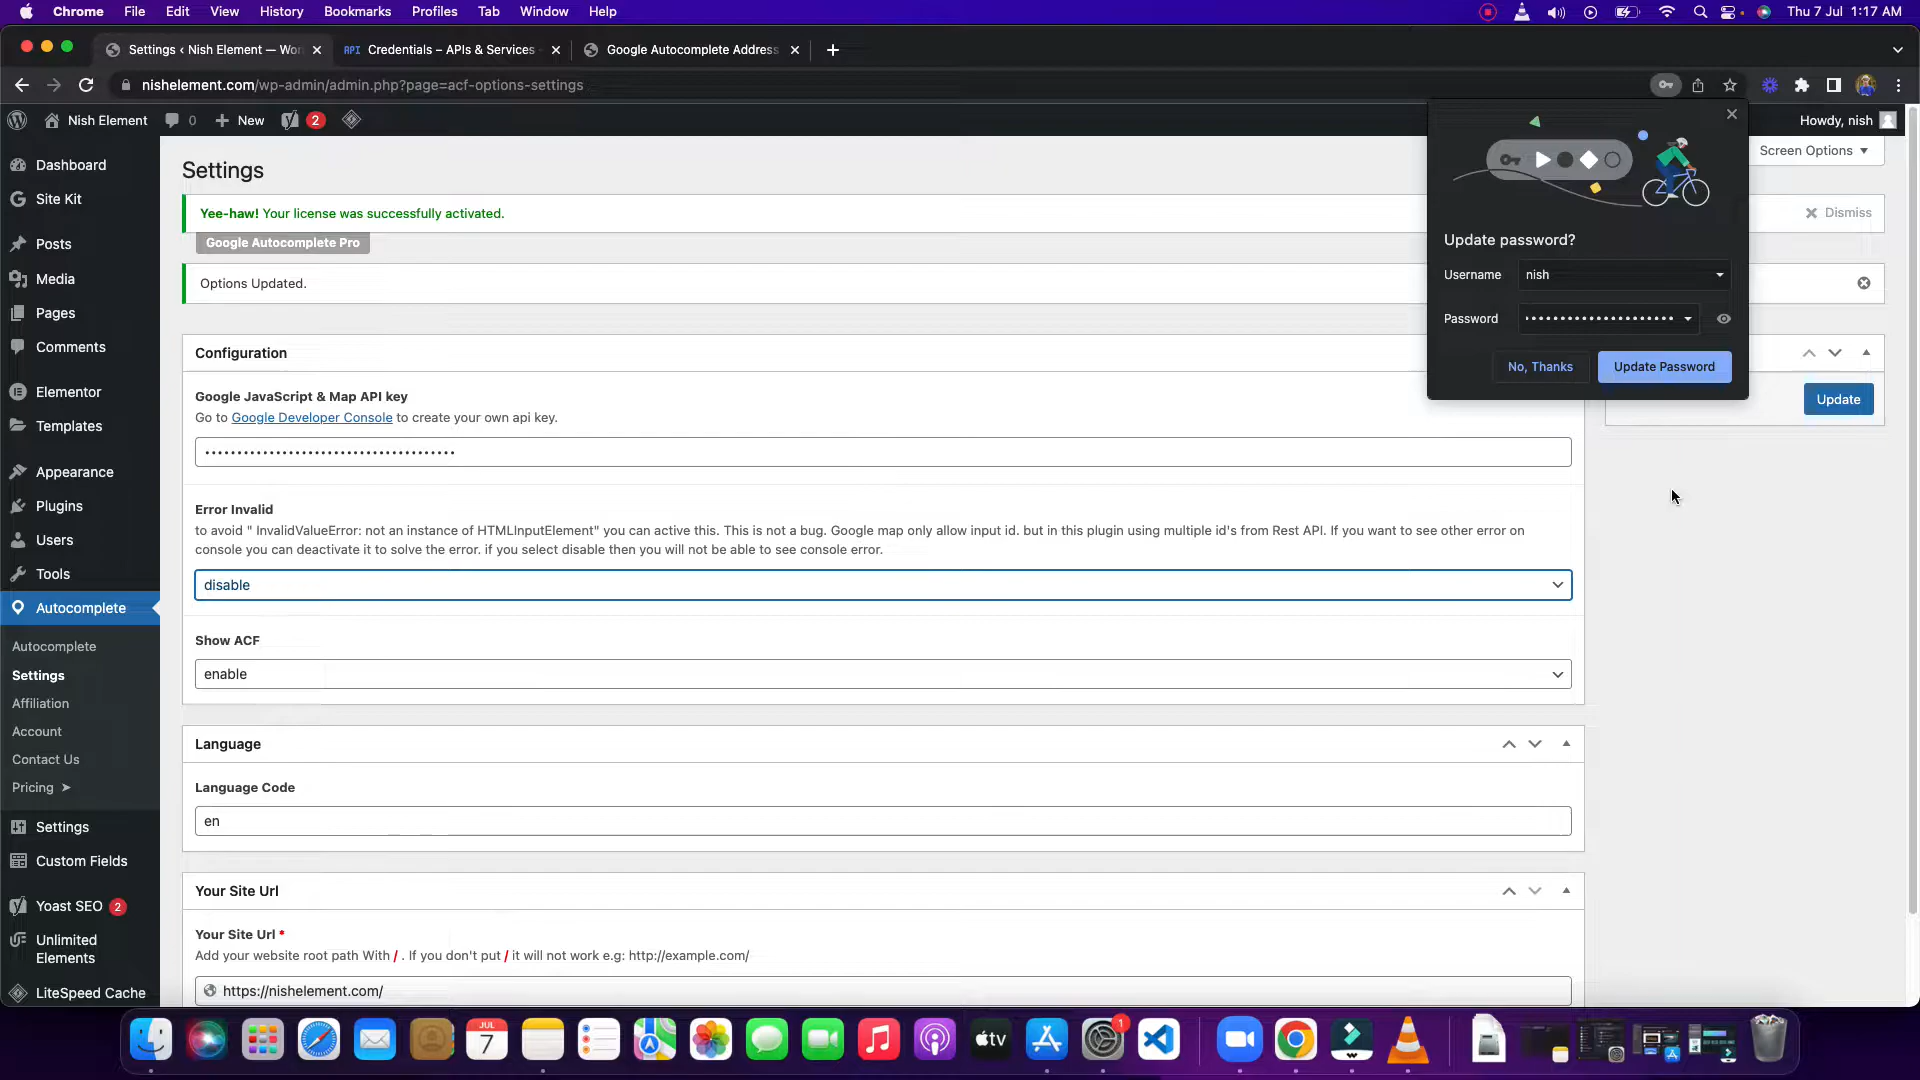 Chrome File Edit View History Bookmarks Profiles Tab Window Help Thu 7 Jul 1:17 AM
Settings ‹ Nish Element — Wor Credentials – APIs & Services Google Autocomplete Address
nishelement.com/wp-admin/admin.php?page=acf-options-settings
Nish Element 0 New 2 Howdy, nish
Screen Options
Dashboard
Site Kit
Posts
Media
Pages
Comments
Elementor
Templates
Appearance
Plugins
Users
Tools
Autocomplete
Autocomplete
Settings
Affiliation
Account
Contact Us
Pricing ➤
Settings
Custom Fields
Yoast SEO 2
Unlimited
Elements
LiteSpeed Cache
Settings
Yee-haw! Your license was successfully activated.
Dismiss
Google Autocomplete Pro
Options Updated.
Update password?
Username nish
Password ••••••••••••••••••••••
No, Thanks Update Password
Update
Configuration
Google JavaScript & Map API key
Go to Google Developer Console to create your own api key.
•••••••••••••••••••••••••••••••••••••••
Error Invalid
to avoid " InvalidValueError: not an instance of HTMLInputElement" you can active this. This is not a bug. Google map only allow input id. but in this plugin using multiple id's from Rest API. If you want to see other error on
console you can deactivate it to solve the error. if you select disable then you will not be able to see console error.
disable
Show ACF
enable
Language
Language Code
en
Your Site Url
Your Site Url *
Add your website root path With / . If you don't put / it will not work e.g: http://example.com/
https://nishelement.com/
JUL
7
tv
1